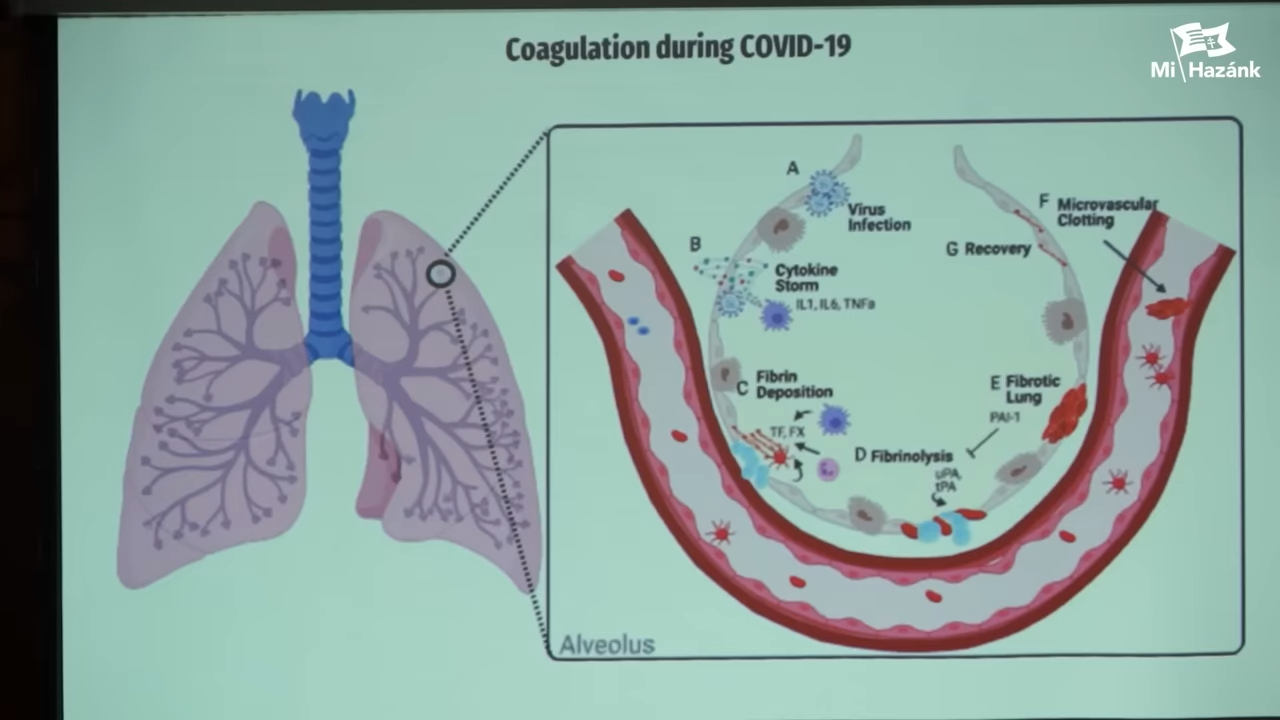 Coagulation during COVID-19
Mi Hazánk
A
Virus
Infection
B
Cytokine
Storm
IL1, IL6, TNFα
C Fibrin
Deposition
TF, FX
D Fibrinolysis
uPA,
tPA
E Fibrotic
Lung
PAI-1
F Microvascular
Clotting
G Recovery
Alveolus